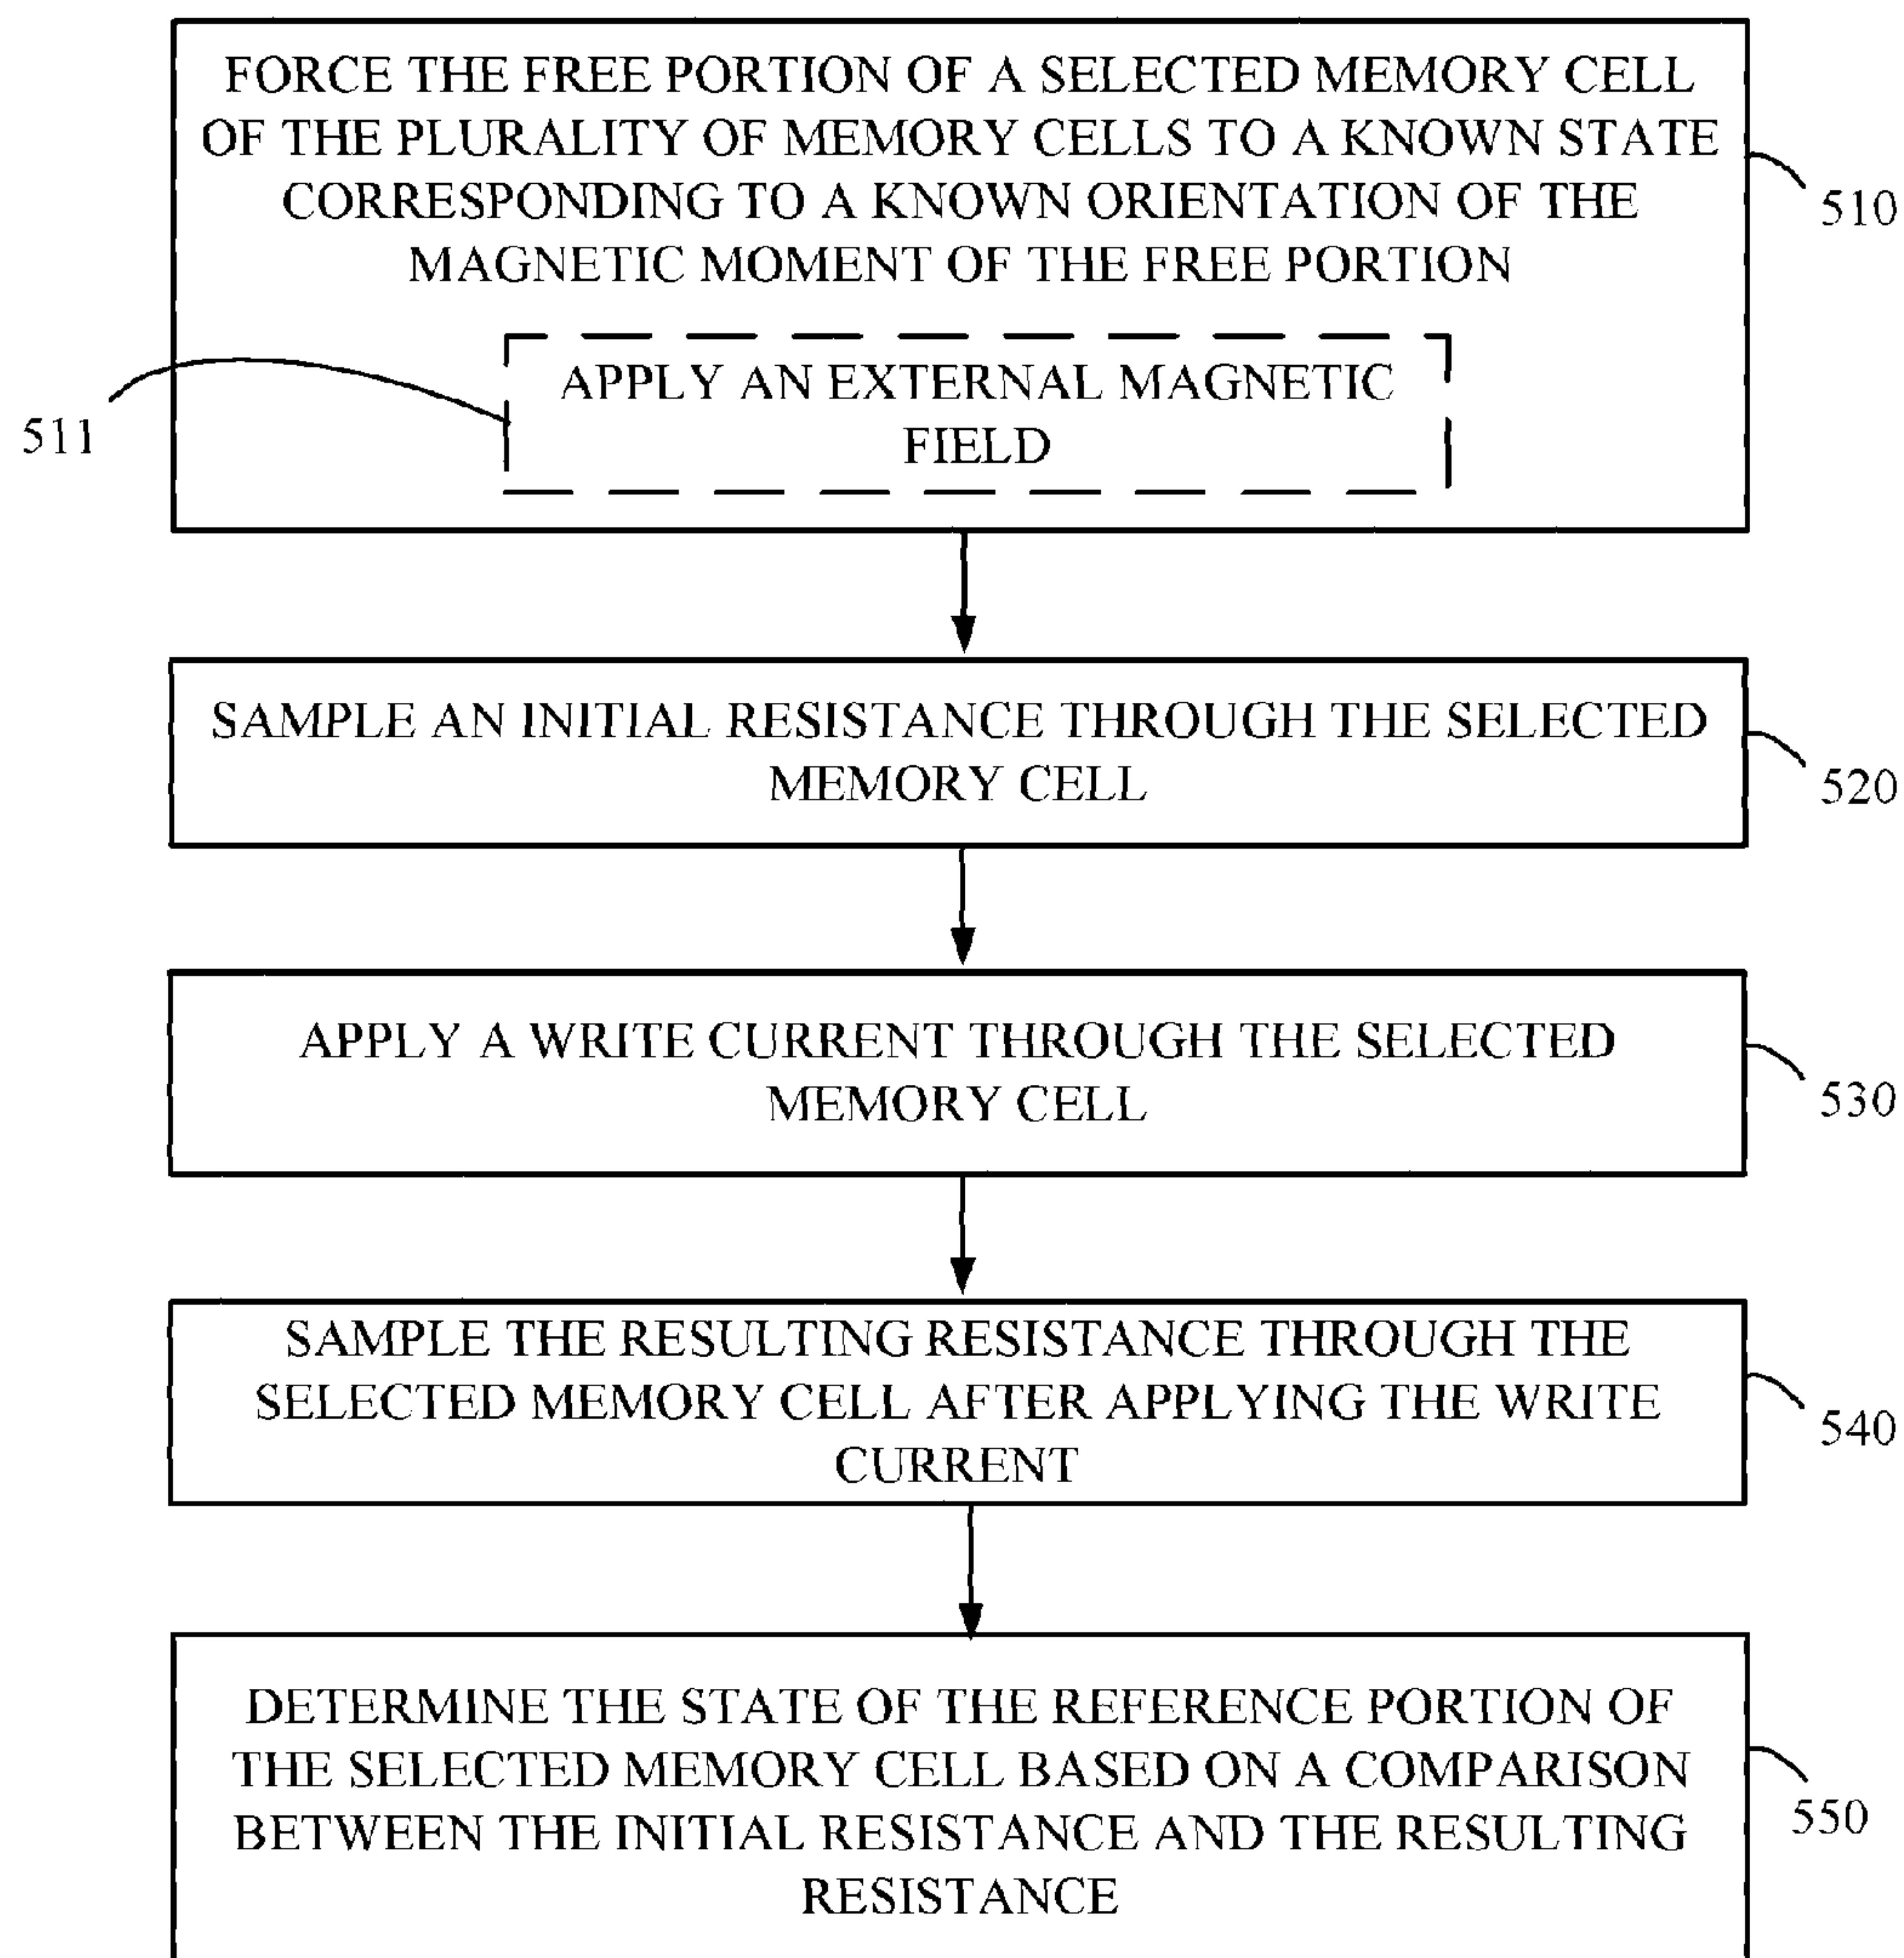 FORCE THE FREE PORTION OF A SELECTED MEMORY CELL
OF THE PLURALITY OF MEMORY CELLS TO A KNOWN STATE
CORRESPONDING TO A KNOWN ORIENTATION OF THE
MAGNETIC MOMENT OF THE FREE PORTION
510
APPLY AN EXTERNAL MAGNETIC
FIELD
511
SAMPLE AN INITIAL RESISTANCE THROUGH THE SELECTED
MEMORY CELL
520
APPLY A WRITE CURRENT THROUGH THE SELECTED
MEMORY CELL
530
SAMPLE THE RESULTING RESISTANCE THROUGH THE
SELECTED MEMORY CELL AFTER APPLYING THE WRITE
CURRENT
540
DETERMINE THE STATE OF THE REFERENCE PORTION OF
THE SELECTED MEMORY CELL BASED ON A COMPARISON
BETWEEN THE INITIAL RESISTANCE AND THE RESULTING
RESISTANCE
550